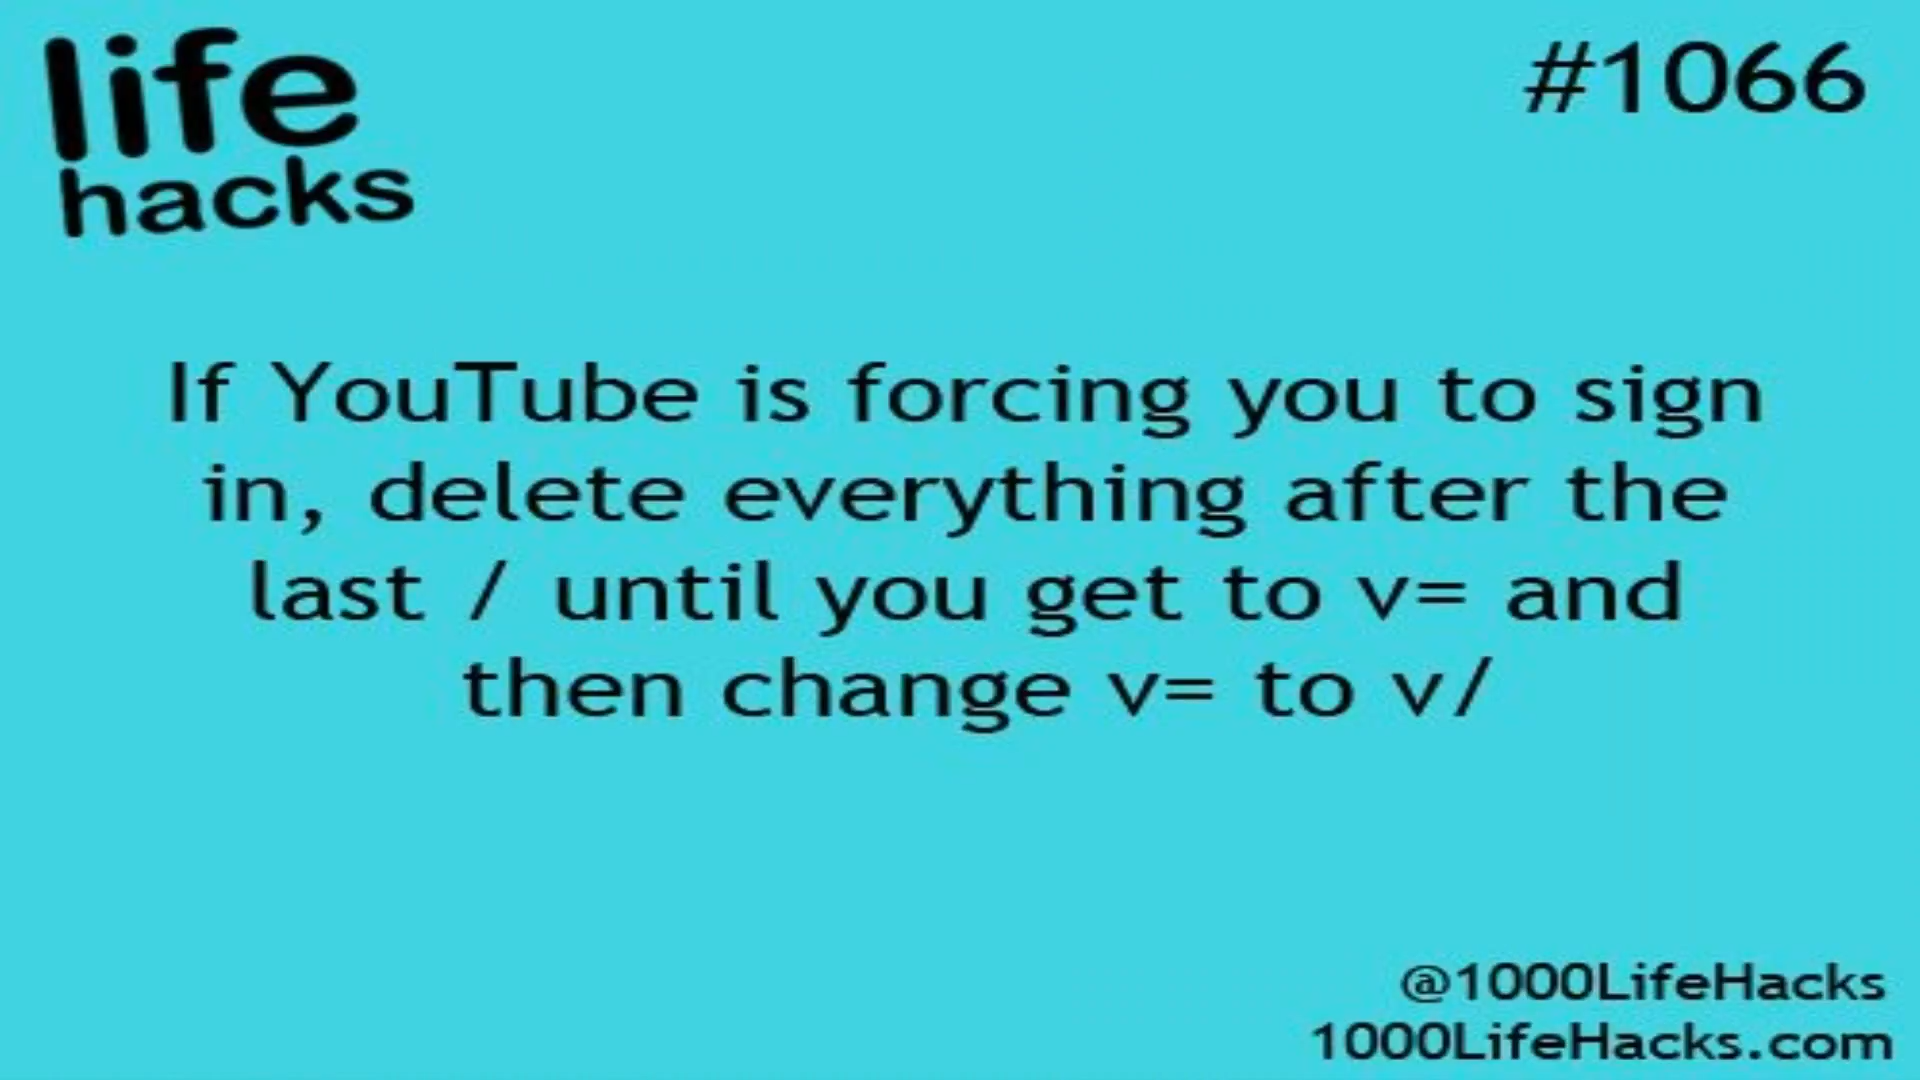 life
hacks
#1066
If YouTube is forcing you to sign
in, delete everything after the
last / until you get to v= and
then change v= to v/
@1000LifeHacks
1000LifeHacks.com